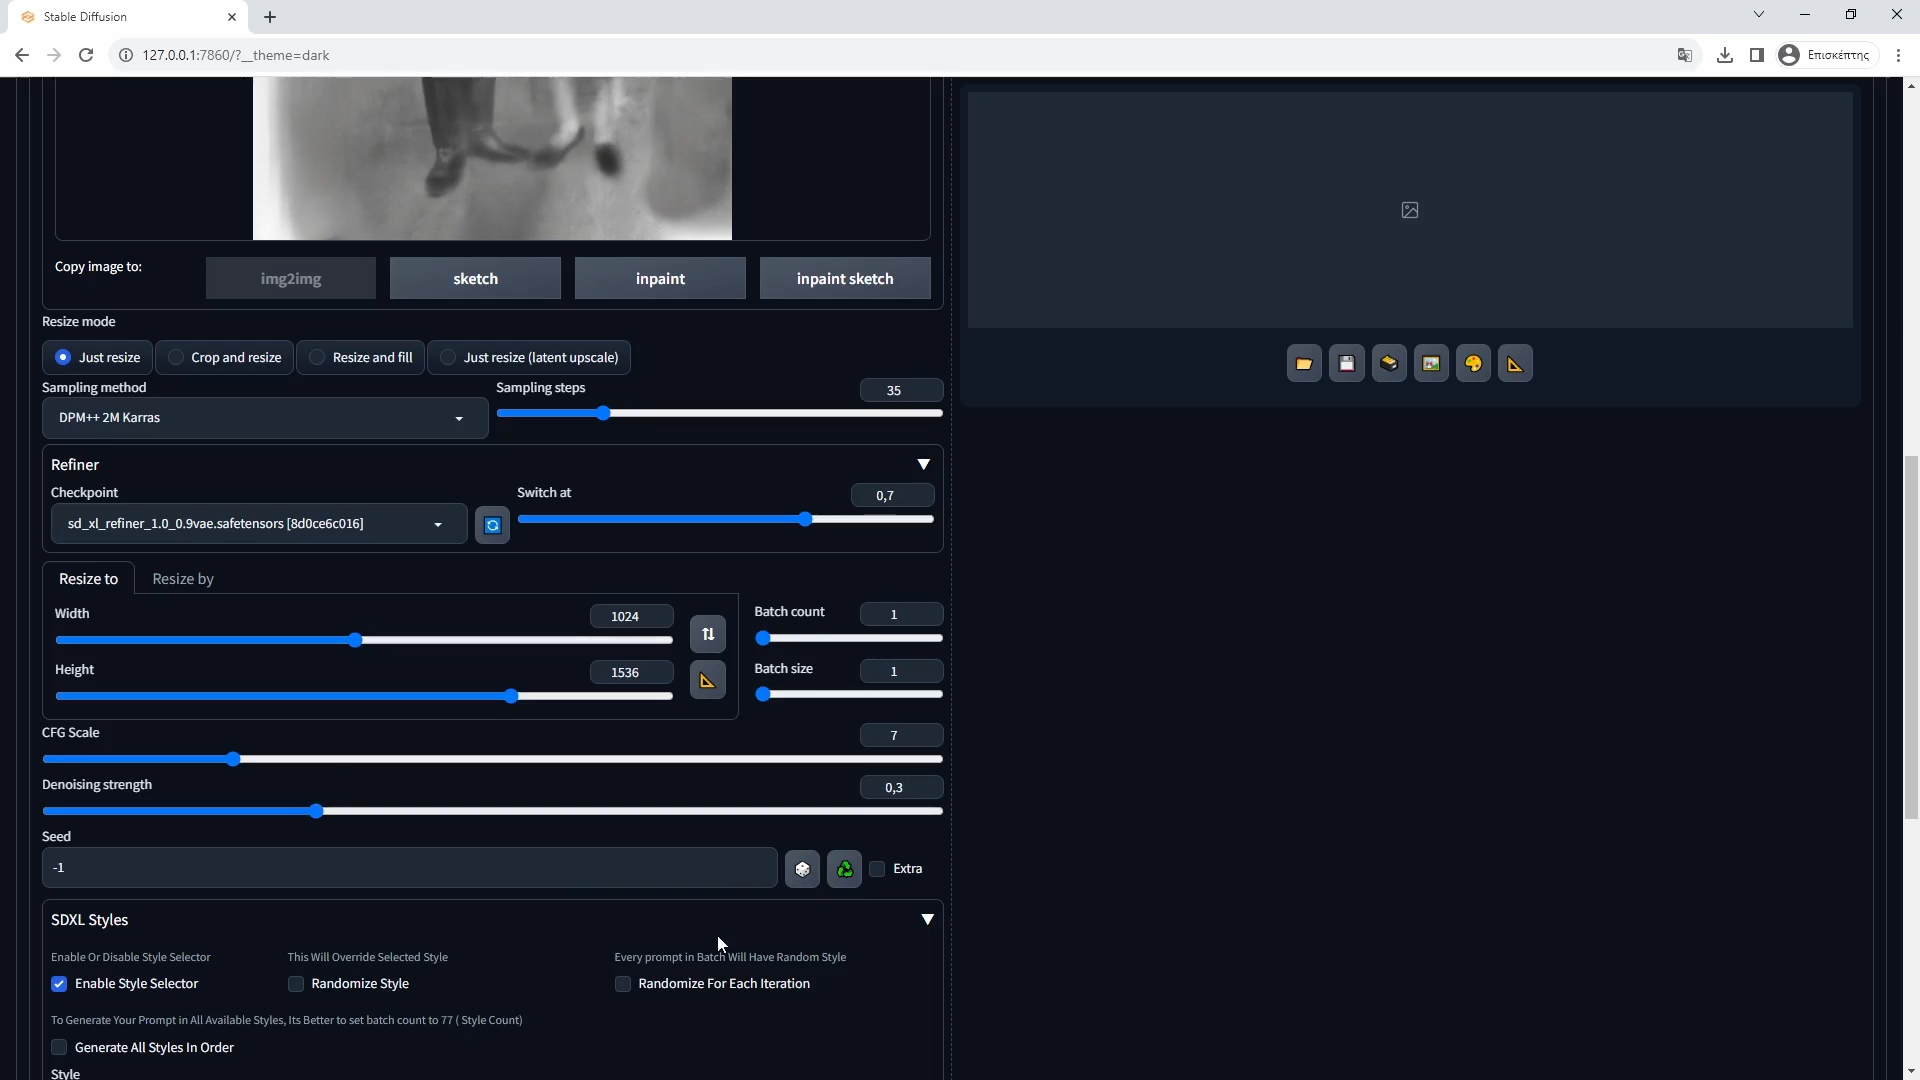 Stable Diffusion
127.0.0.1:7860/?__theme=dark
Επισκέπτης
Copy image to:
img2img
sketch
inpaint
inpaint sketch
Resize mode
Just resize
Crop and resize
Resize and fill
Just resize (latent upscale)
Sampling method
DPM++ 2M Karras
Sampling steps
35
Refiner
Checkpoint
sd_xl_refiner_1.0_0.9vae.safetensors [8d0ce6c016]
Switch at
0,7
Resize to
Resize by
Width
1024
Height
1536
Batch count
1
Batch size
1
CFG Scale
7
Denoising strength
0,3
Seed
-1
Extra
SDXL Styles
Enable Or Disable Style Selector
Enable Style Selector
This Will Override Selected Style
Randomize Style
Every prompt in Batch Will Have Random Style
Randomize For Each Iteration
To Generate Your Prompt in All Available Styles, Its Better to set batch count to 77 ( Style Count)
Generate All Styles In Order
Style